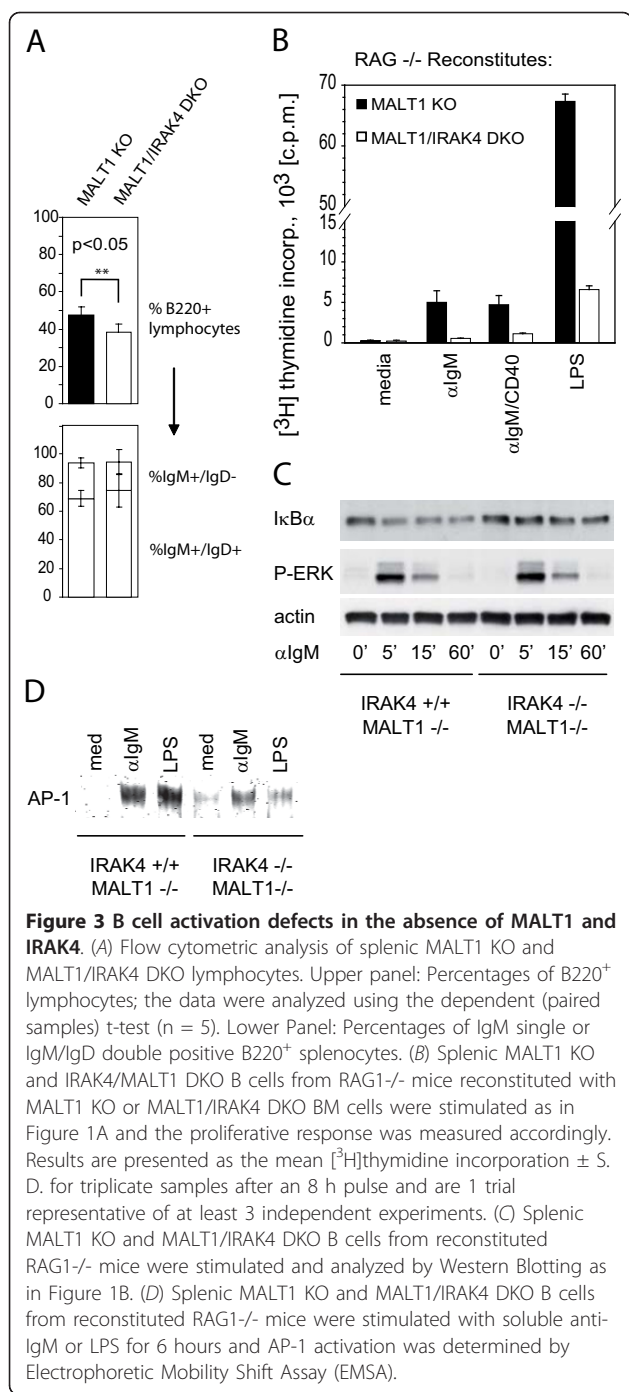 A
MALT1 KO
MALT1/IRAK4 DKO
100
80
60
40
20
0
p<0.05
**
% B220+
lymphocytes
100
80
60
40
20
0
%IgM+/IgD-
%IgM+/IgD+
B
RAG -/- Reconstitutes:
[³H] thymidine incorp., 10³ [c.p.m.]
70
60
50
15
10
5
0
MALT1 KO
MALT1/IRAK4 DKO
media
αIgM
αIgM/CD40
LPS
C
IκBα
P-ERK
actin
αIgM 0' 5' 15' 60' 0' 5' 15' 60'
IRAK4 +/+ IRAK4 -/-
MALT1 -/- MALT1-/-
D
med αIgM LPS med αIgM LPS
AP-1
IRAK4 +/+ IRAK4 -/-
MALT1 -/- MALT1-/-
Figure 3 B cell activation defects in the absence of MALT1 and
IRAK4. (A) Flow cytometric analysis of splenic MALT1 KO and
MALT1/IRAK4 DKO lymphocytes. Upper panel: Percentages of B220⁺
lymphocytes; the data were analyzed using the dependent (paired
samples) t-test (n = 5). Lower Panel: Percentages of IgM single or
IgM/IgD double positive B220⁺ splenocytes. (B) Splenic MALT1 KO
and IRAK4/MALT1 DKO B cells from RAG1-/- mice reconstituted with
MALT1 KO or MALT1/IRAK4 DKO BM cells were stimulated as in
Figure 1A and the proliferative response was measured accordingly.
Results are presented as the mean [³H]thymidine incorporation ± S.
D. for triplicate samples after an 8 h pulse and are 1 trial
representative of at least 3 independent experiments. (C) Splenic
MALT1 KO and MALT1/IRAK4 DKO B cells from reconstituted
RAG1-/- mice were stimulated and analyzed by Western Blotting as
in Figure 1B. (D) Splenic MALT1 KO and MALT1/IRAK4 DKO B cells
from reconstituted RAG1-/- mice were stimulated with soluble anti-
IgM or LPS for 6 hours and AP-1 activation was determined by
Electrophoretic Mobility Shift Assay (EMSA).